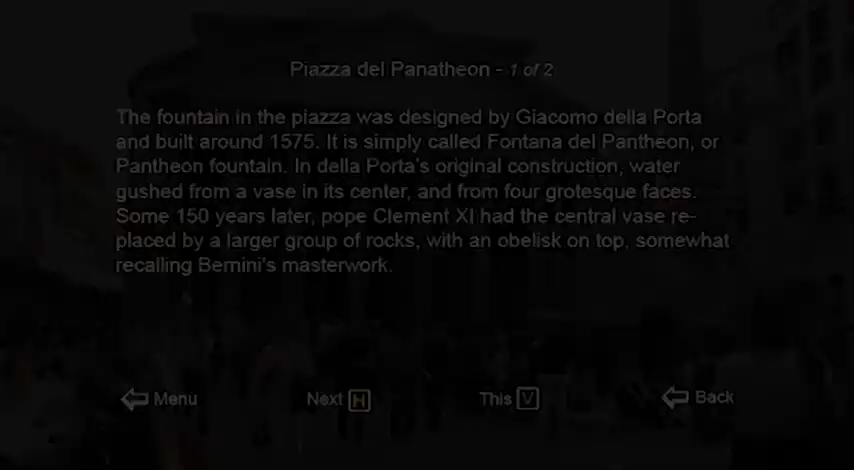 Piazza del Panatheon - 1 of 2
The fountain in the piazza was designed by Giacomo della Porta
and built around 1575. It is simply called Fontana del Pantheon, or
Pantheon fountain. In della Porta's original construction, water
gushed from a vase in its center, and from four grotesque faces.
Some 150 years later, pope Clement XI had the central vase re-
placed by a larger group of rocks, with an obelisk on top, somewhat
recalling Bernini's masterwork.
Menu Next H This V Back